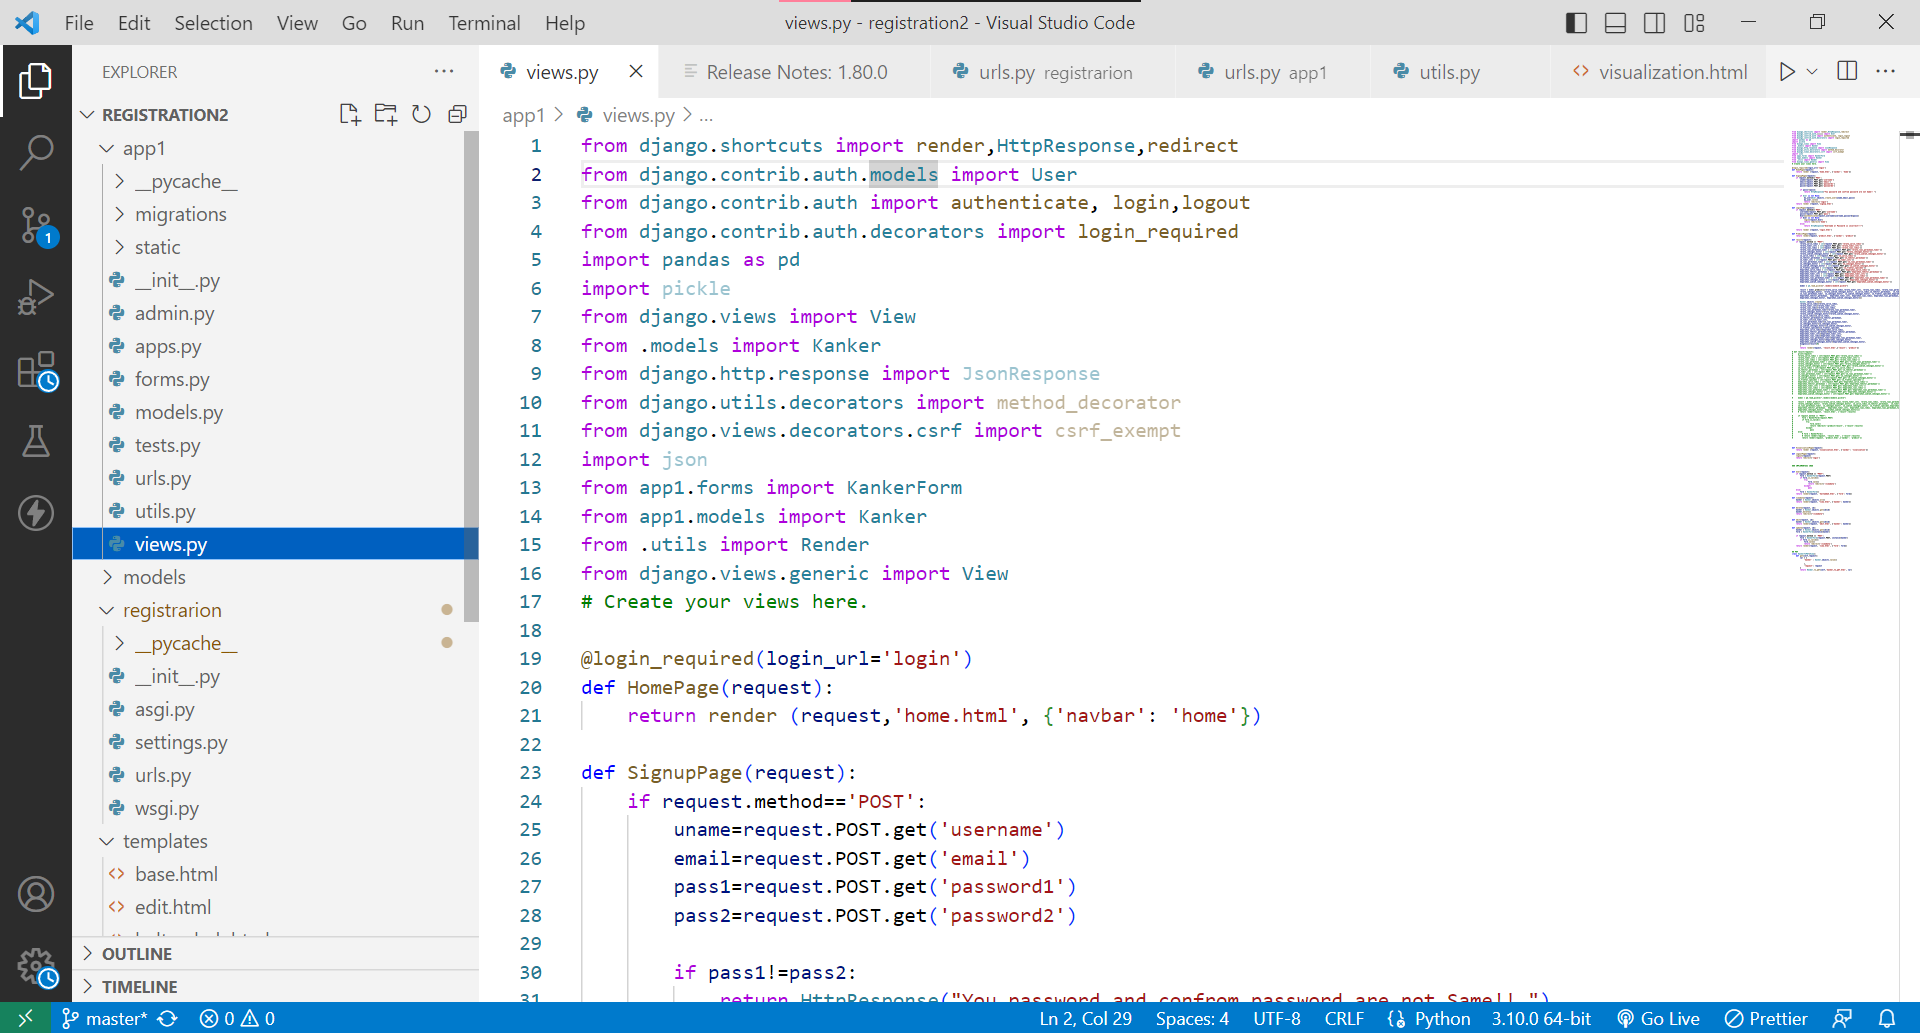 File Edit Selection View Go Run Terminal Help
views.py - registration2 - Visual Studio Code
EXPLORER
REGISTRATION2
app1
__pycache__
migrations
static
__init__.py
admin.py
apps.py
forms.py
models.py
tests.py
urls.py
utils.py
views.py
models
registrarion
__pycache__
__init__.py
asgi.py
settings.py
urls.py
wsgi.py
templates
base.html
edit.html
OUTLINE
TIMELINE
views.py
Release Notes: 1.80.0
urls.py registrarion
urls.py app1
utils.py
visualization.html
app1 > views.py > ...
1 from django.shortcuts import render,HttpResponse,redirect
2 from django.contrib.auth.models import User
3 from django.contrib.auth import authenticate, login,logout
4 from django.contrib.auth.decorators import login_required
5 import pandas as pd
6 import pickle
7 from django.views import View
8 from .models import Kanker
9 from django.http.response import JsonResponse
10 from django.utils.decorators import method_decorator
11 from django.views.decorators.csrf import csrf_exempt
12 import json
13 from app1.forms import KankerForm
14 from app1.models import Kanker
15 from .utils import Render
16 from django.views.generic import View
17 # Create your views here.
18
19 @login_required(login_url='login')
20 def HomePage(request):
21 return render (request,'home.html', {'navbar': 'home'})
22
23 def SignupPage(request):
24 if request.method=='POST':
25 uname=request.POST.get('username')
26 email=request.POST.get('email')
27 pass1=request.POST.get('password1')
28 pass2=request.POST.get('password2')
29
30 if pass1!=pass2:
31 return HttpResponse("You password and confrom password are not Same!! ")
1
master* 0 0
Ln 2, Col 29 Spaces: 4 UTF-8 CRLF Python 3.10.0 64-bit Go Live Prettier